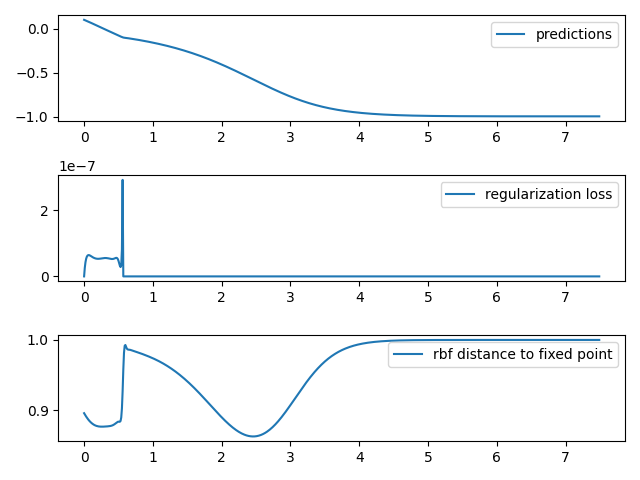 0.0
−0.5
−1.0
predictions
0 1 2 3 4 5 6 7
1e−7
2
0
regularization loss
0 1 2 3 4 5 6 7
1.0
0.9
rbf distance to fixed point
0 1 2 3 4 5 6 7